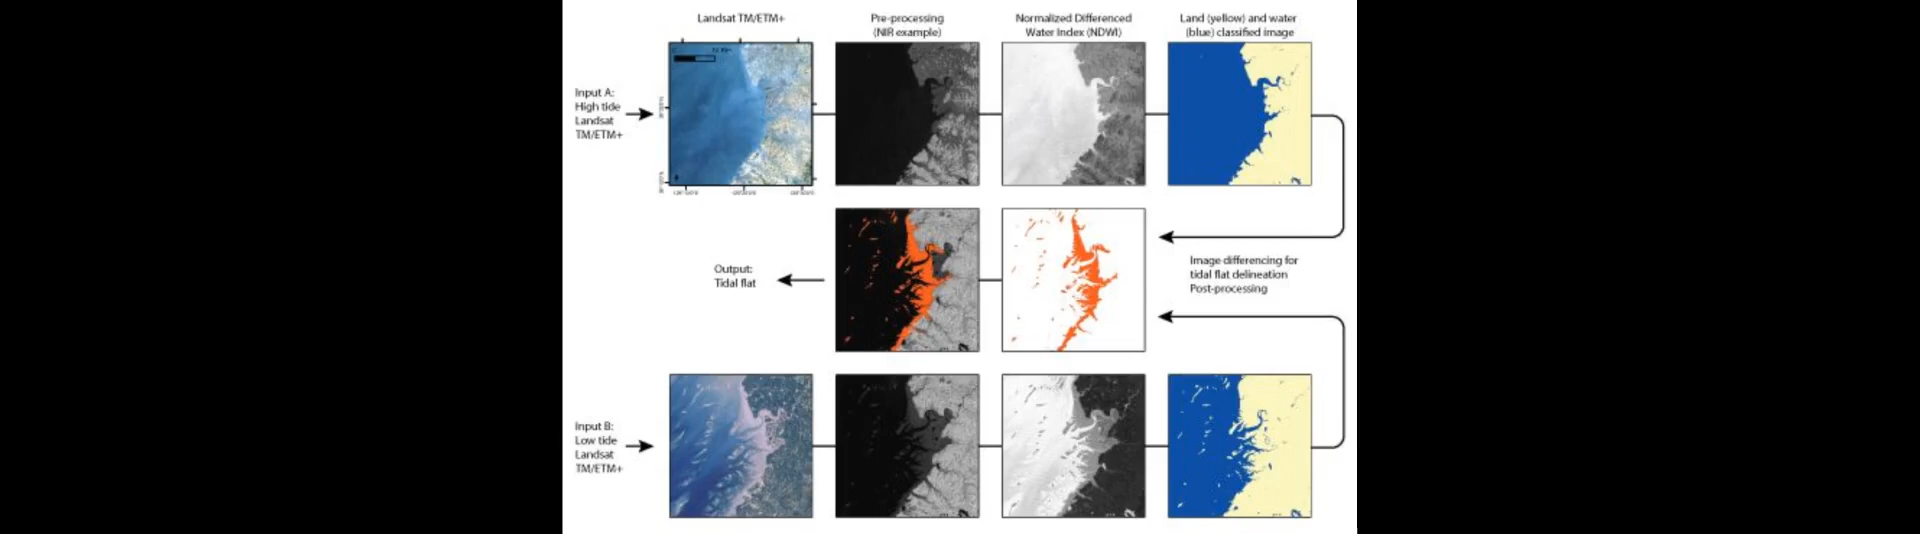 Landsat TM/ETM+
Pre-processing
(NIR example)
Normalized Differenced
Water Index (NDWI)
Land (yellow) and water
(blue) classified image
Input A:
High tide
Landsat
TM/ETM+
Output:
Tidal flat
Image differencing for
tidal flat delineation
Post-processing
Input B:
Low tide
Landsat
TM/ETM+